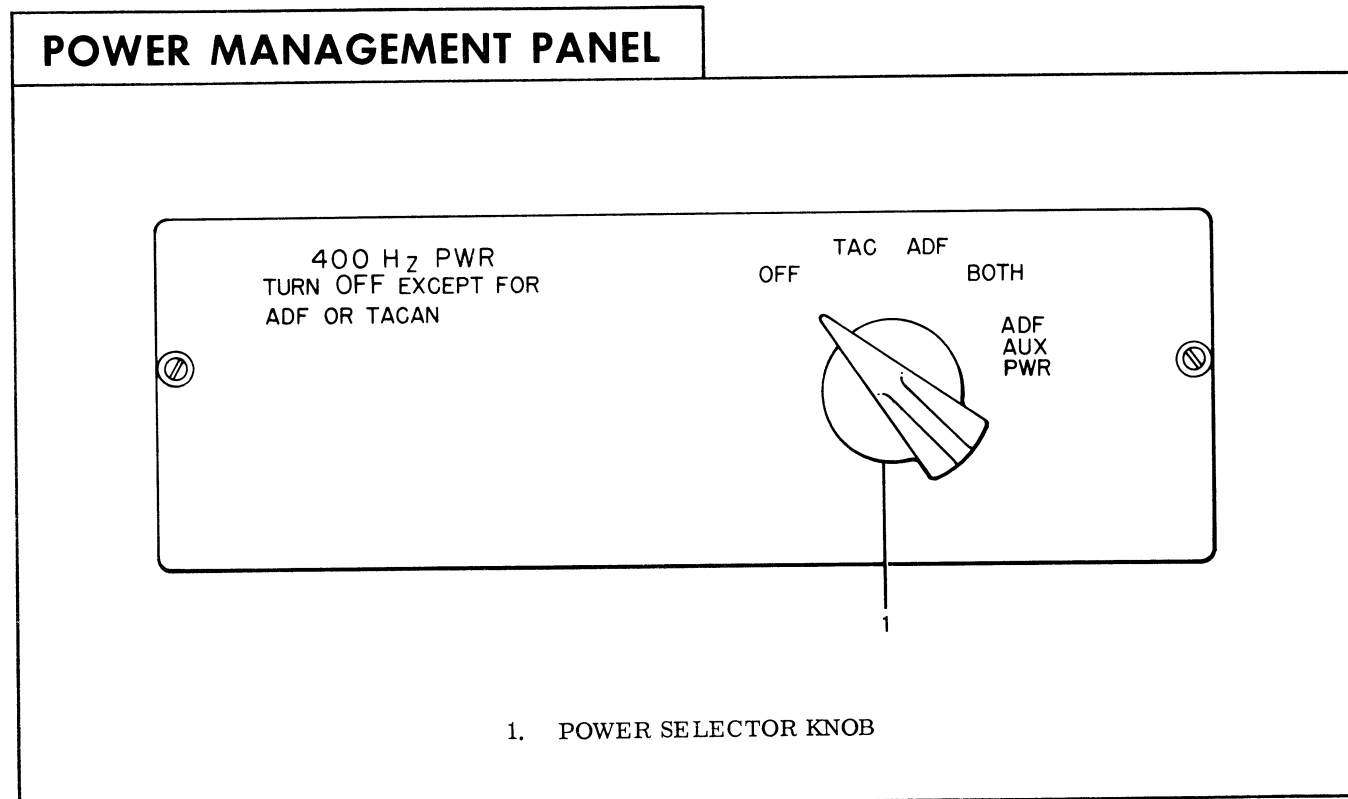 POWER MANAGEMENT PANEL
400 Hz PWR
TURN OFF EXCEPT FOR
ADF OR TACAN
OFF
TAC
ADF
BOTH
ADF
AUX
PWR
1
1. POWER SELECTOR KNOB